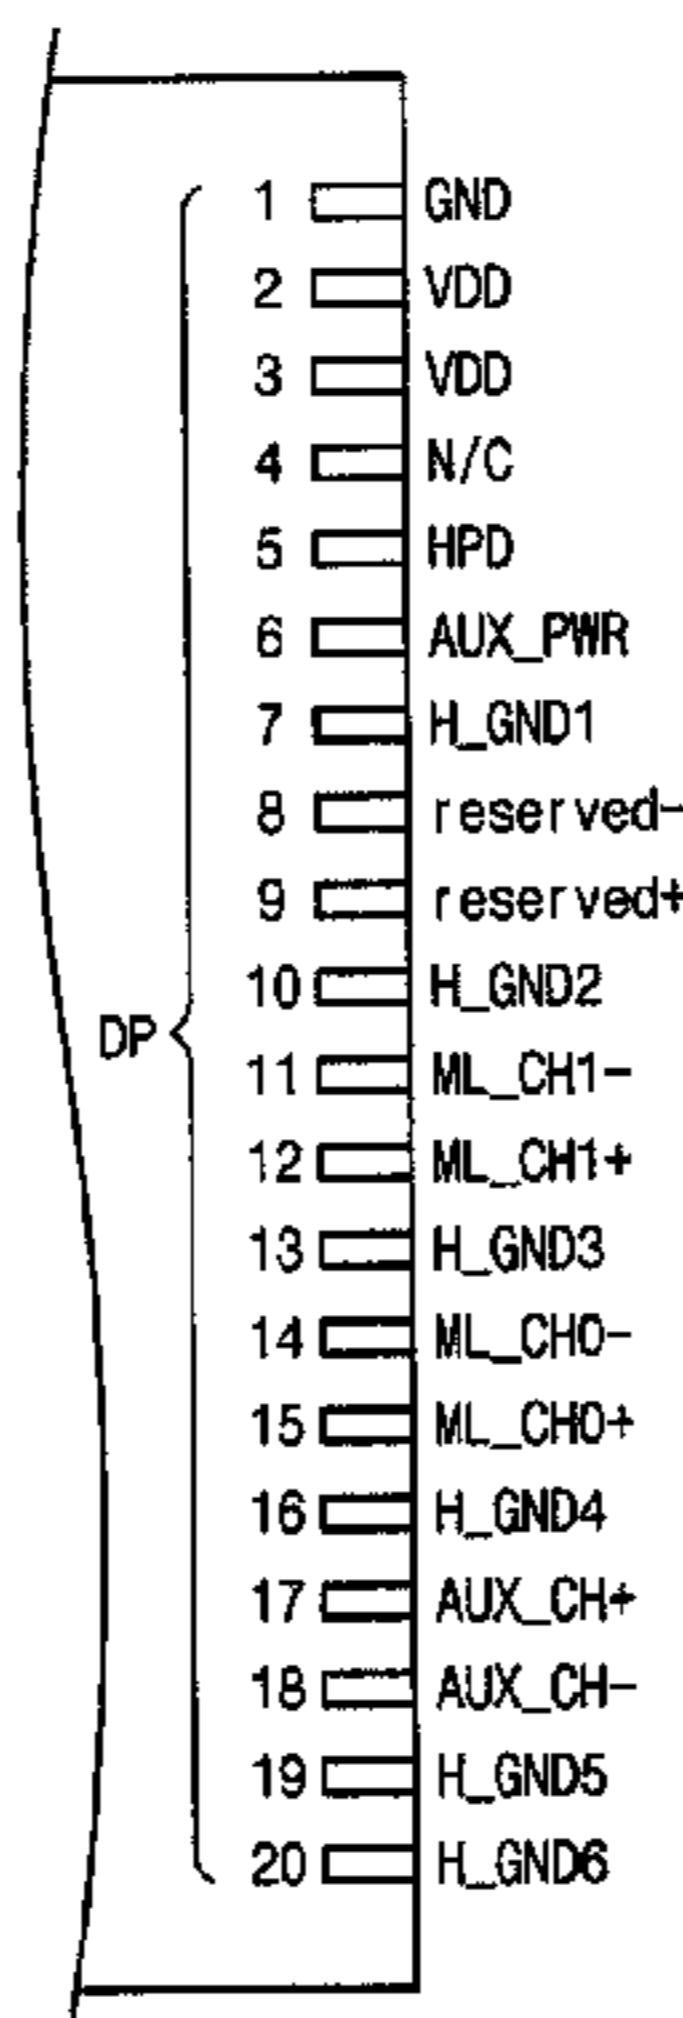 1 GND
2 VDD
3 VDD
4 N/C
5 HPD
6 AUX_PWR
7 H_GND1
8 reserved-
9 reserved+
10 H_GND2
DP
11 ML_CH1-
12 ML_CH1+
13 H_GND3
14 ML_CH0-
15 ML_CH0+
16 H_GND4
17 AUX_CH+
18 AUX_CH-
19 H_GND5
20 H_GND6